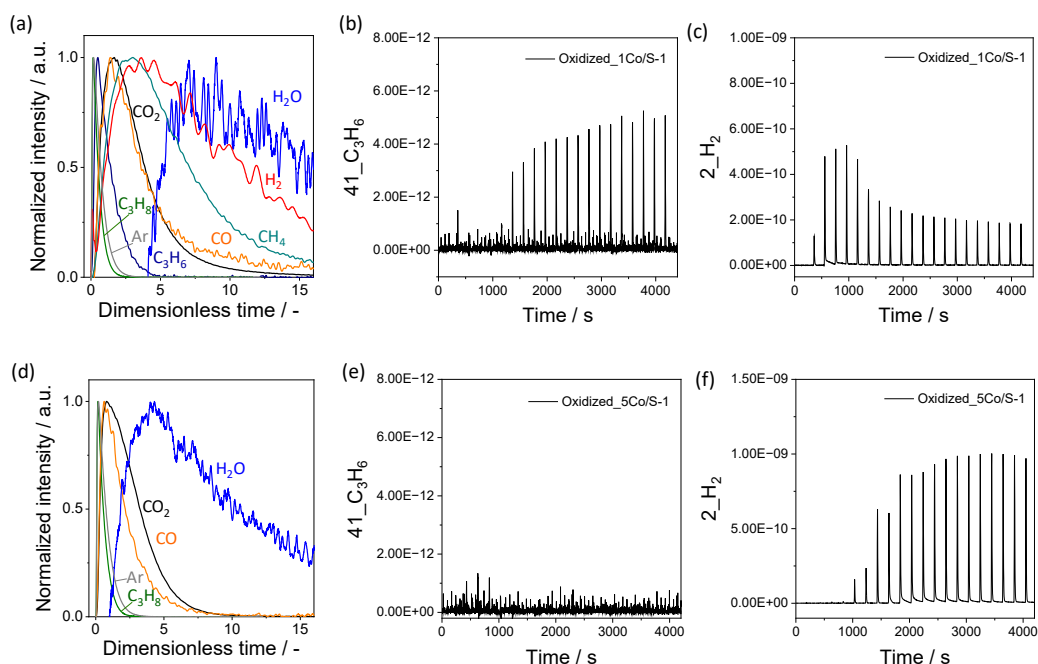 (a)
Normalized intensity / a.u.
1.0
0.5
0.0
0
5
10
15
Dimensionless time / -
CO₂
H₂O
H₂
C₃H₈
Ar
CO
CH₄
C₃H₆
(b)
41_C₃H₆
8.00E−12
6.00E−12
4.00E−12
2.00E−12
0.00E+00
0
1000
2000
3000
4000
Time / s
Oxidized_1Co/S-1
(c)
2_H₂
1.00E-09
8.00E-10
6.00E-10
4.00E-10
2.00E-10
0.00E+00
0
1000
2000
3000
4000
Time / s
Oxidized_1Co/S-1
(d)
Normalized intensity / a.u.
1.0
0.5
0.0
0
5
10
15
Dimensionless time / -
H₂O
CO₂
CO
Ar
C₃H₈
(e)
41_C₃H₆
8.00E−12
6.00E−12
4.00E−12
2.00E−12
0.00E+00
0
1000
2000
3000
4000
Time / s
Oxidized_5Co/S-1
(f)
2_H₂
1.50E−09
1.00E−09
5.00E−10
0.00E+00
0
1000
2000
3000
4000
Time / s
Oxidized_5Co/S-1